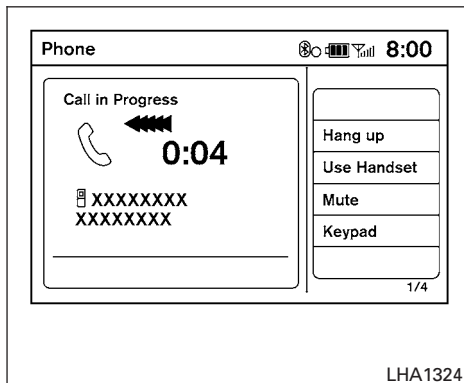 Phone 8:00
Call in Progress
0:04
XXXXXXXX
XXXXXXXX
Hang up
Use Handset
Mute
Keypad
1/4
LHA1324